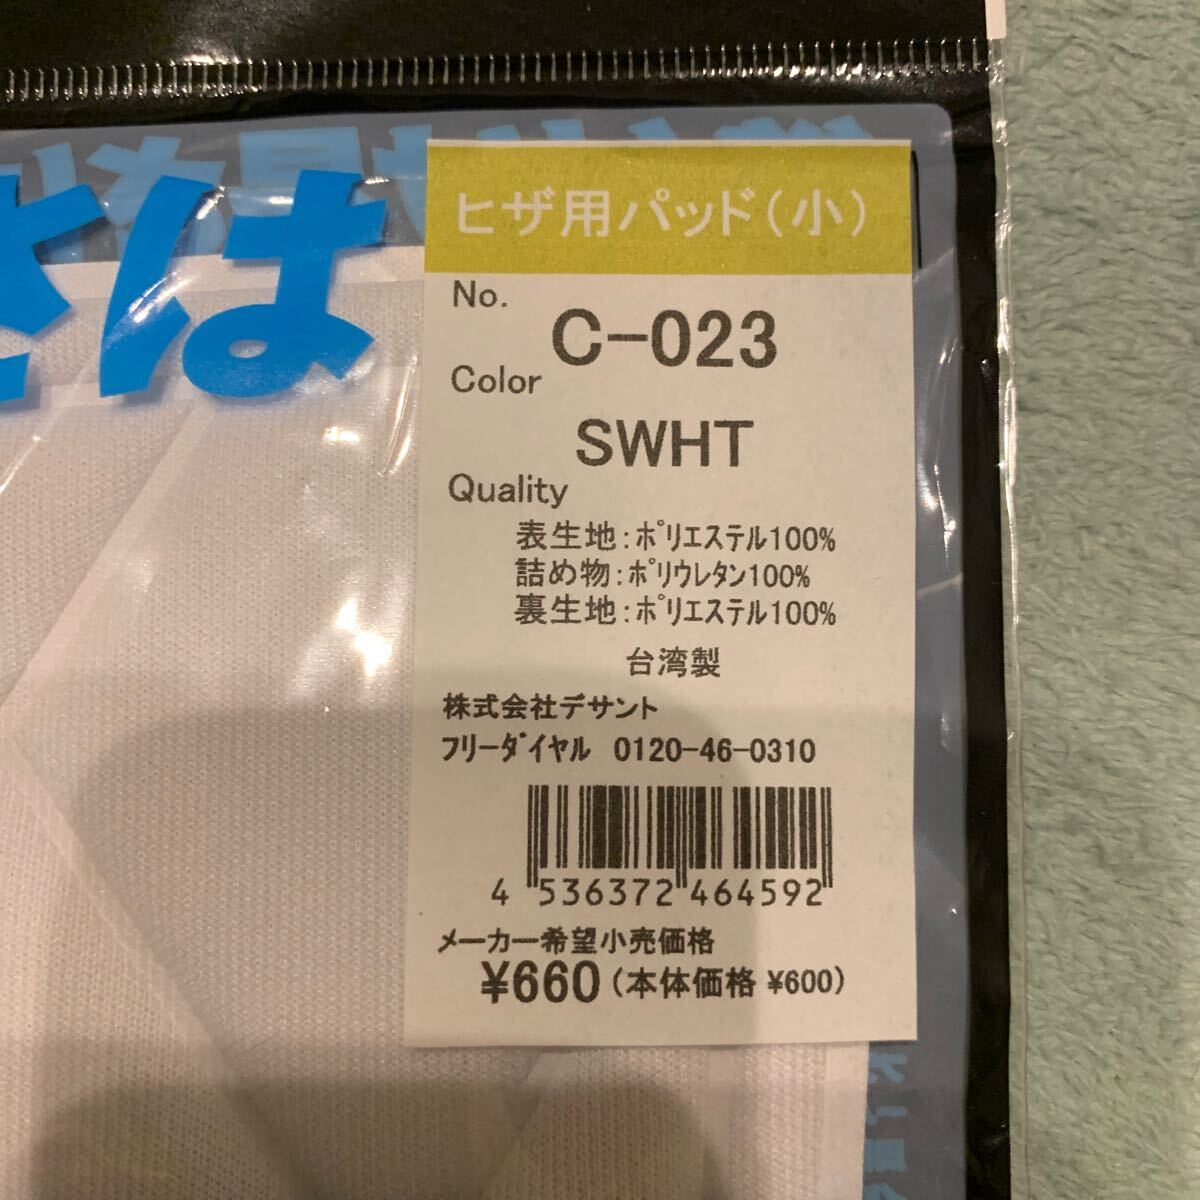 さは
ヒザ用パッド（小）
No.
C-023
Color
SWHT
Quality
表生地:ポリエステル100%
詰め物:ポリウレタン100%
裏生地:ポリエステル100%
台湾製
株式会社デサント
フリーダイヤル 0120-46-0310
4 536372 464592
メーカー希望小売価格
¥660（本体価格 ¥600）